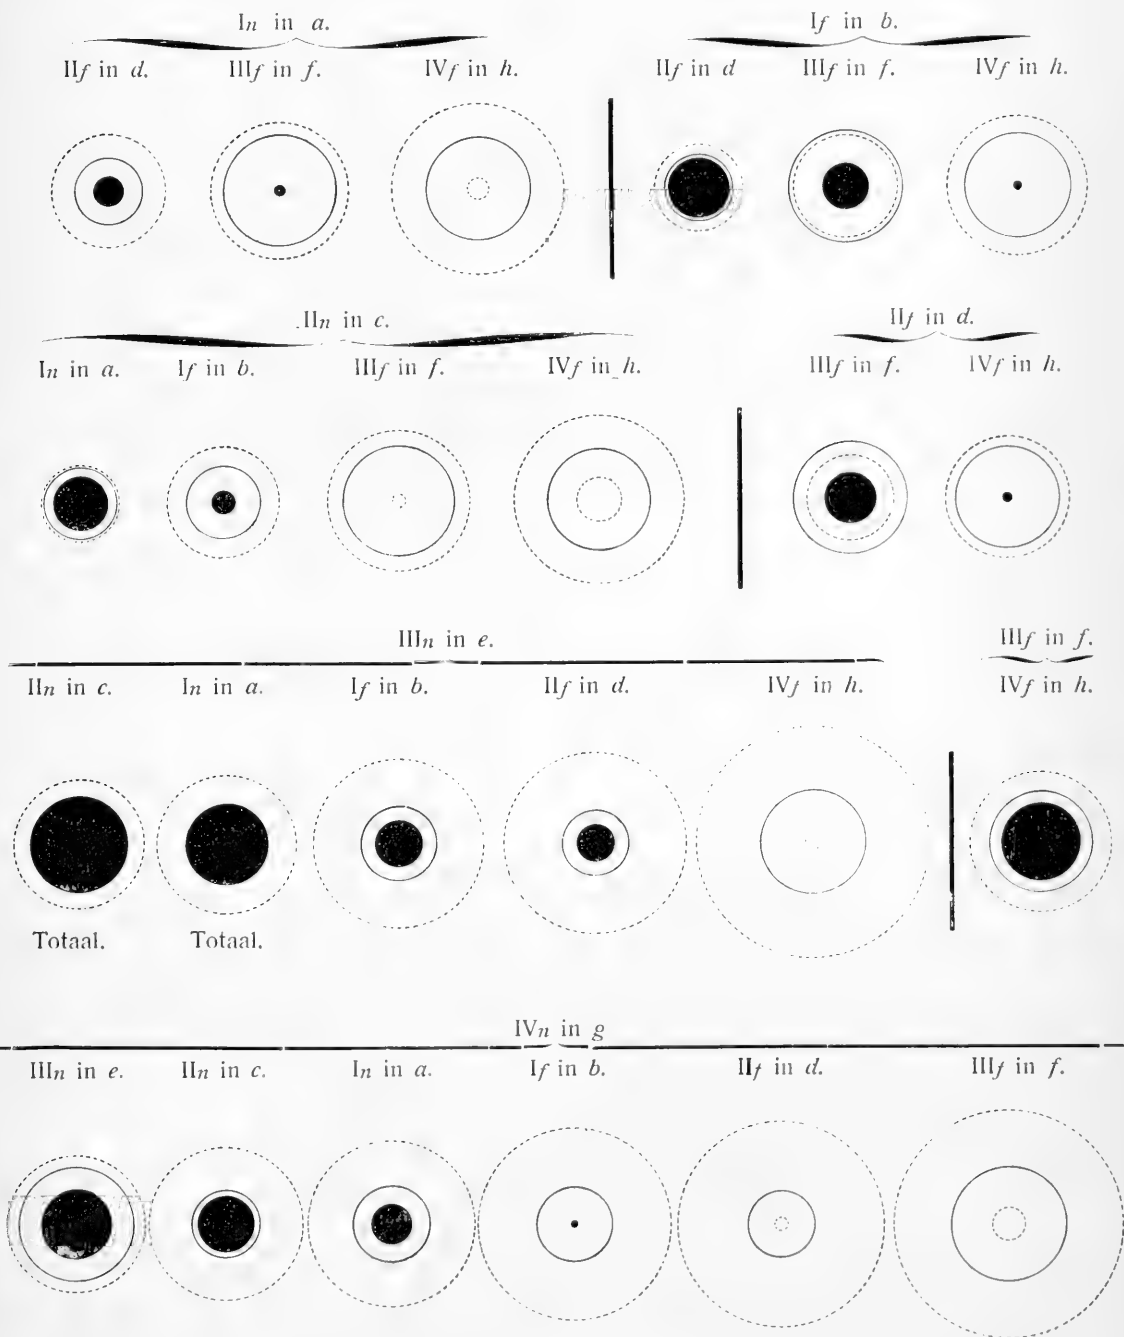 In in a. If in b.
IIf in d. IIIf in f. IVf in h. IIf in d IIIf in f. IVf in h.
IIn in c. IIf in d.
In in a. If in b. IIIf in f. IVf in h. IIIf in f. IVf in h.
IIIn in e. IIIf in f.
IIn in c. In in a. If in b. IIf in d. IVf in h. IVf in h.
Totaal. Totaal.
IVn in g
IIIn in e. IIn in c. In in a. If in b. IIf in d. IIIf in f.